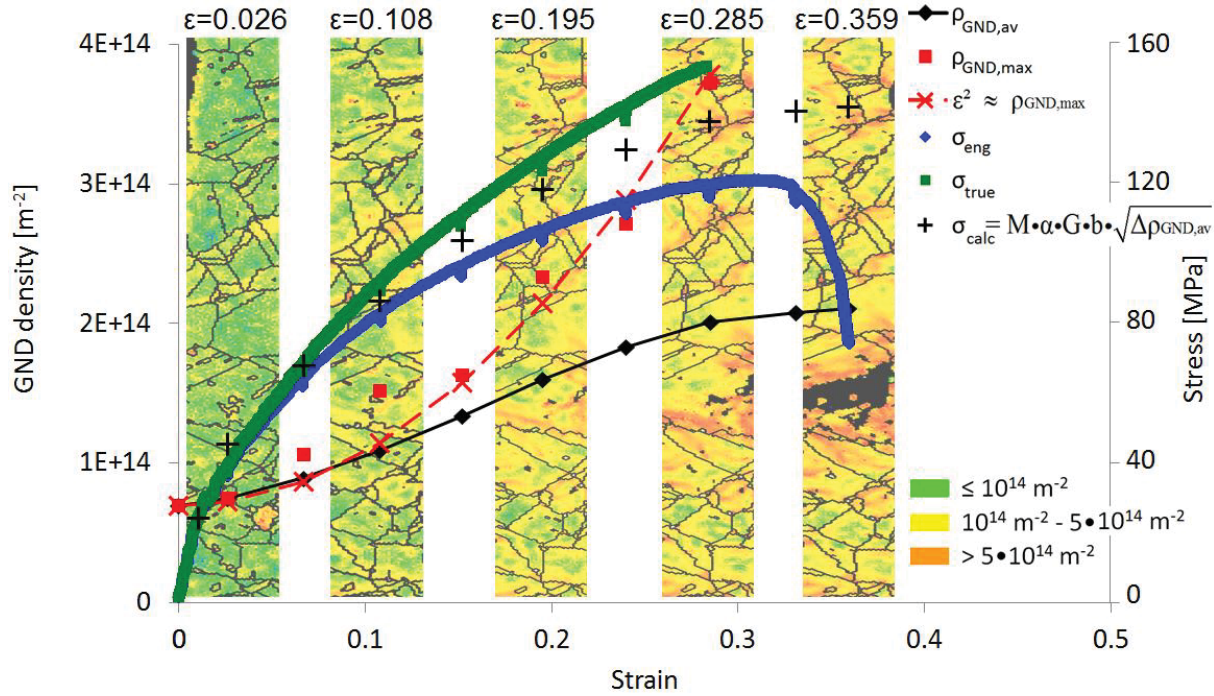 ε=0.026 ε=0.108 ε=0.195 ε=0.285 ε=0.359
4E+14
3E+14
2E+14
1E+14
0
GND density [m⁻²]
0 0.1 0.2 0.3 0.4 0.5
Strain
160
120
80
40
0
Stress [MPa]
ρGND,av
ρGND,max
ε² ≈ ρGND,max
σeng
σtrue
σcalc = M•α•G•b•√ΔρGND,av
≤ 10¹⁴ m⁻²
10¹⁴ m⁻² - 5•10¹⁴ m⁻²
> 5•10¹⁴ m⁻²